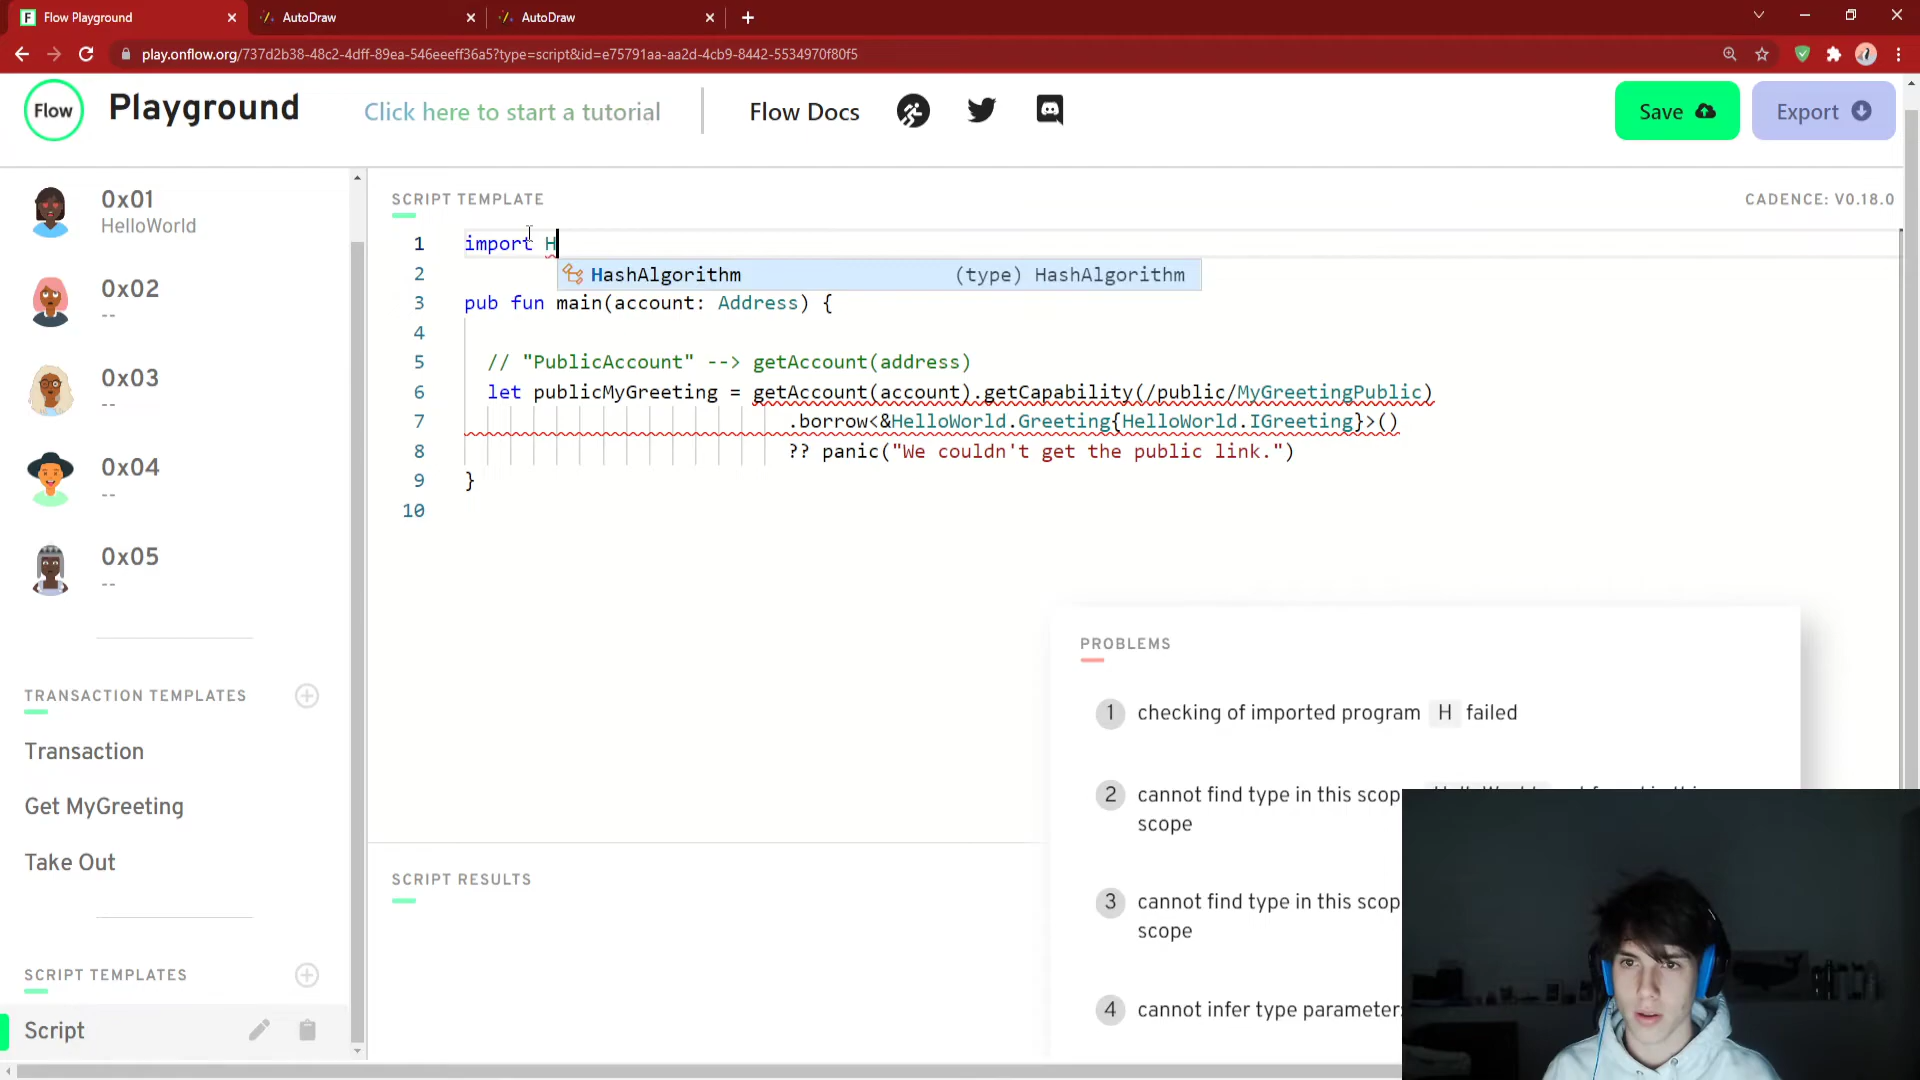 Flow Playground
AutoDraw
AutoDraw
play.onflow.org/737d2b38-48c2-4dff-89ea-546eeeff36a5?type=script&id=e75791aa-aa2d-4cb9-8442-5534970f80f5
Flow
Playground
Click here to start a tutorial
Flow Docs
Save
Export
0x01
HelloWorld
0x02
--
0x03
--
0x04
--
0x05
--
TRANSACTION TEMPLATES
Transaction
Get MyGreeting
Take Out
SCRIPT TEMPLATES
Script
SCRIPT TEMPLATE
CADENCE: V0.18.0
1 import H
HashAlgorithm (type) HashAlgorithm
2
3 pub fun main(account: Address) {
4
5 // "PublicAccount" --> getAccount(address)
6 let publicMyGreeting = getAccount(account).getCapability(/public/MyGreetingPublic)
7 .borrow<&HelloWorld.Greeting{HelloWorld.IGreeting}>()
8 ?? panic("We couldn't get the public link.")
9 }
10
SCRIPT RESULTS
PROBLEMS
1 checking of imported program H failed
2 cannot find type in this scope
scope
3 cannot find type in this scop
scope
4 cannot infer type parameter